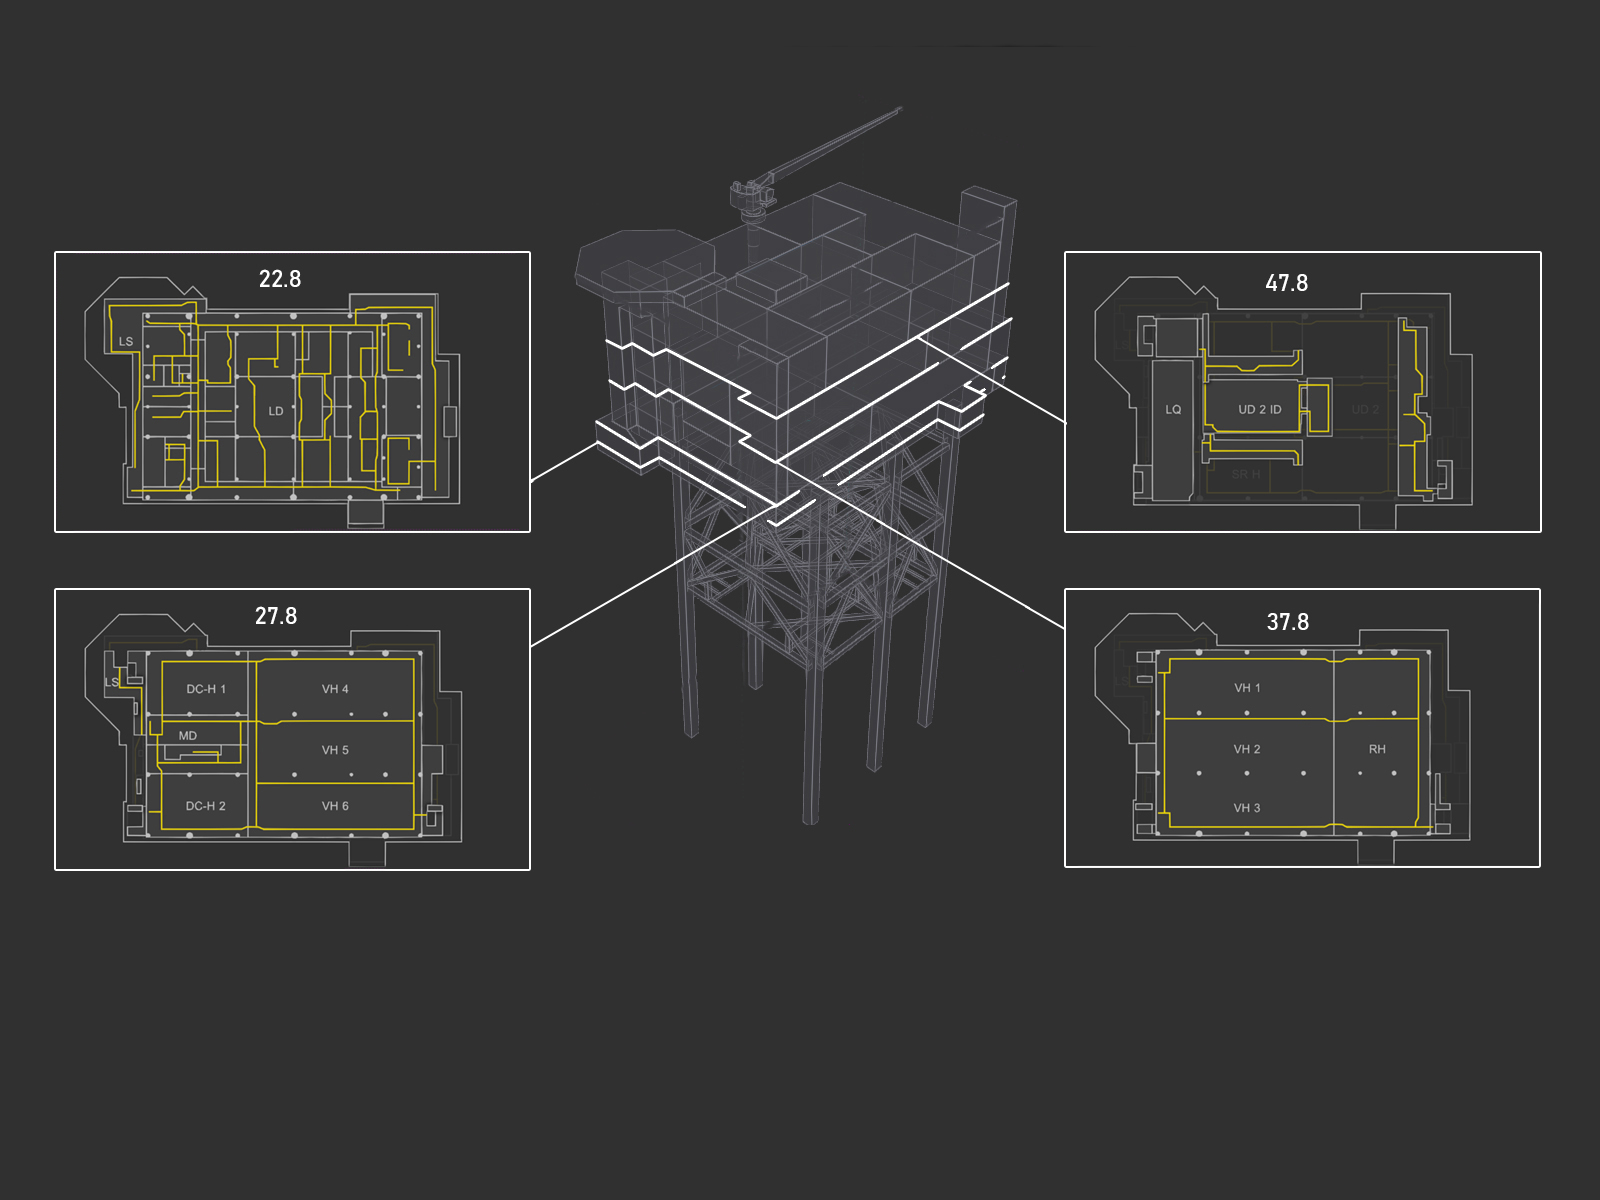 22.8
LS
LD
47.8
LQ
UD 2 ID
UD 2
SR H
27.8
LS
DC-H 1
VH 4
MD
VH 5
DC-H 2
VH 6
37.8
VH 1
VH 2
RH
VH 3